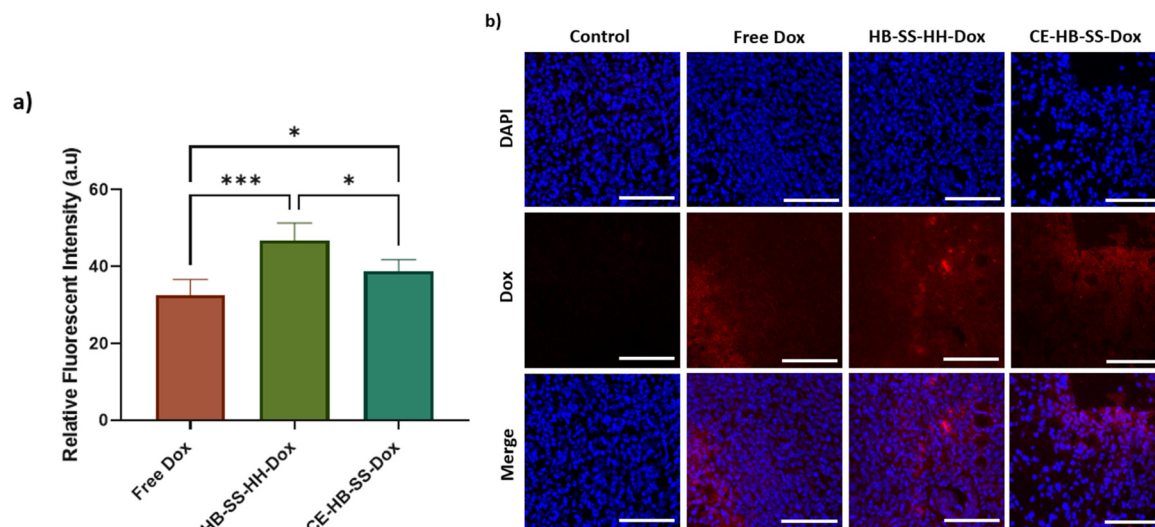 a)
*
***
*
60
40
20
0
Relative Fluorescent Intensity (a.u)
Free Dox
HB-SS-HH-Dox
CE-HB-SS-Dox
b)
Control
Free Dox
HB-SS-HH-Dox
CE-HB-SS-Dox
DAPI
Dox
Merge